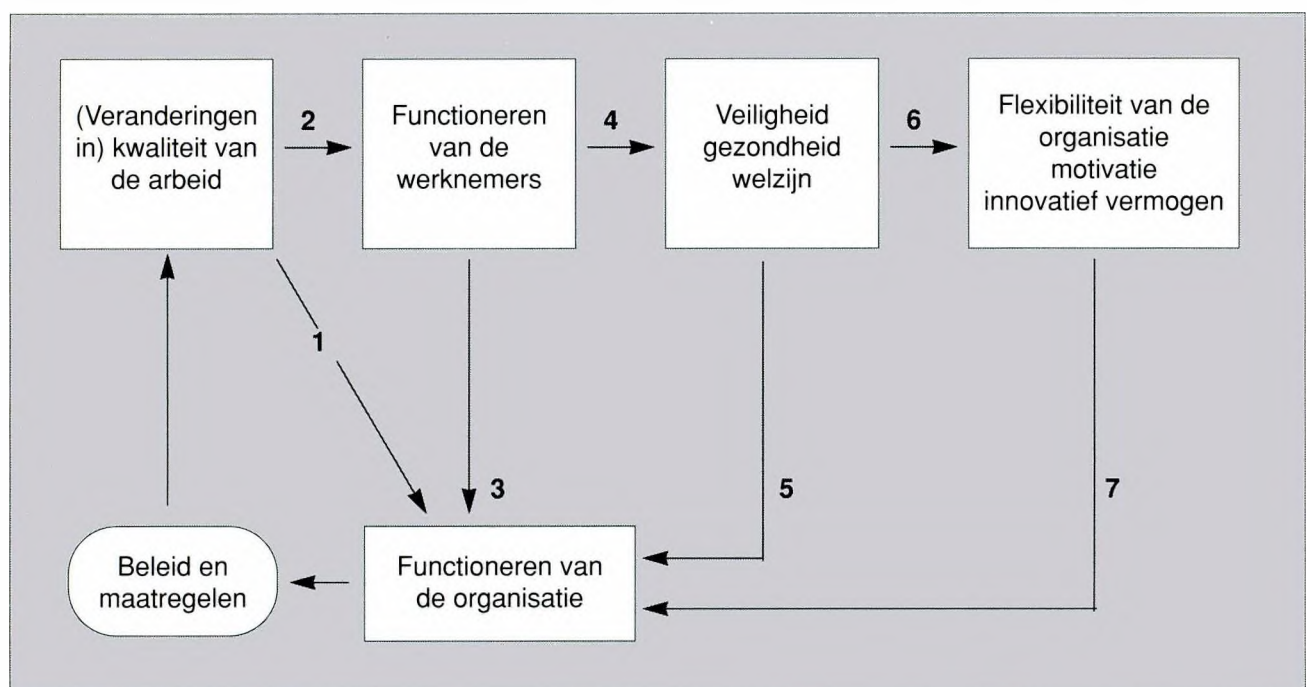 (Veranderingen
in) kwaliteit van
de arbeid
2
Functioneren
van de
werknemers
4
Veiligheid
gezondheid
welzijn
6
Flexibiliteit van de
organisatie
motivatie
innovatief vermogen
1
3
5
7
Beleid en
maatregelen
Functioneren van
de organisatie